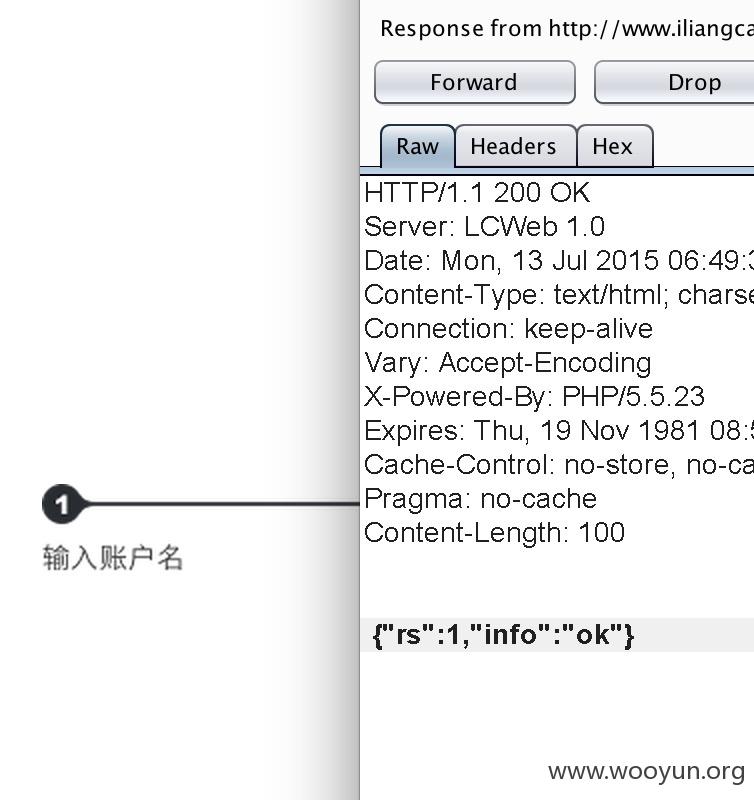 Response from http://www.iliangca
Forward Drop
Raw Headers Hex
HTTP/1.1 200 OK
Server: LCWeb 1.0
Date: Mon, 13 Jul 2015 06:49:3
Content-Type: text/html; charse
Connection: keep-alive
Vary: Accept-Encoding
X-Powered-By: PHP/5.5.23
Expires: Thu, 19 Nov 1981 08:5
Cache-Control: no-store, no-ca
Pragma: no-cache
1
Content-Length: 100
输入账户名
{"rs":1,"info":"ok"}
www.wooyun.org